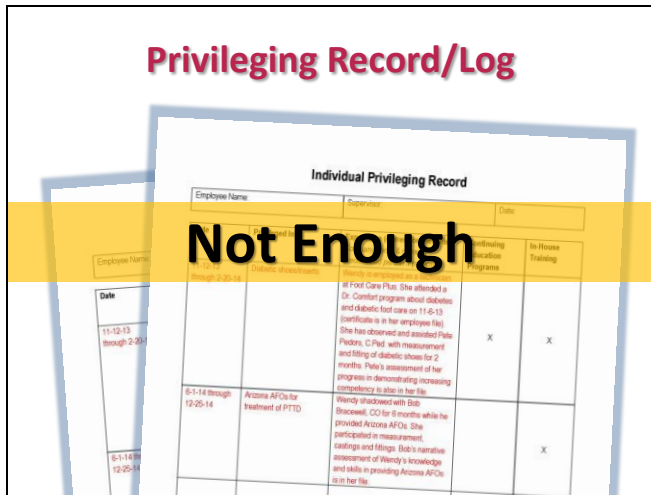 Privileging Record/Log
Individual Privileging Record
Employee Name:
Supervisor:
Date:
Not Enough
Education
Programs
In-House
Training
11-12-13
through 2-20-14
Diabetic shoes/inserts
Wendy is employed as a
at Foot Care Plus. She attended a
Dr. Comfort program about diabetes
and diabetic foot care on 11-6-13
(certificate is in her employee file)
She has observed and assisted Pete
Pedors, C.Ped. with measurement
and fitting of diabetic shoes for 2
months. Pete's assessment of her
progress in demonstrating increasing
competency is also in her file.
X
X
6-1-14 through
12-25-14
Arizona AFOs for
treatment of PTTD
Wendy shadowed with Bob
Bracewell, CO for 6 months while he
provided Arizona AFOs. She
participated in measurement,
castings and fittings. Bob's narrative
assessment of Wendy's knowledge
and skills in providing Arizona AFOs
is in her file.
X
Employee Name:
Date
11-12-13
through 2-20-
6-1-14
12-25-14